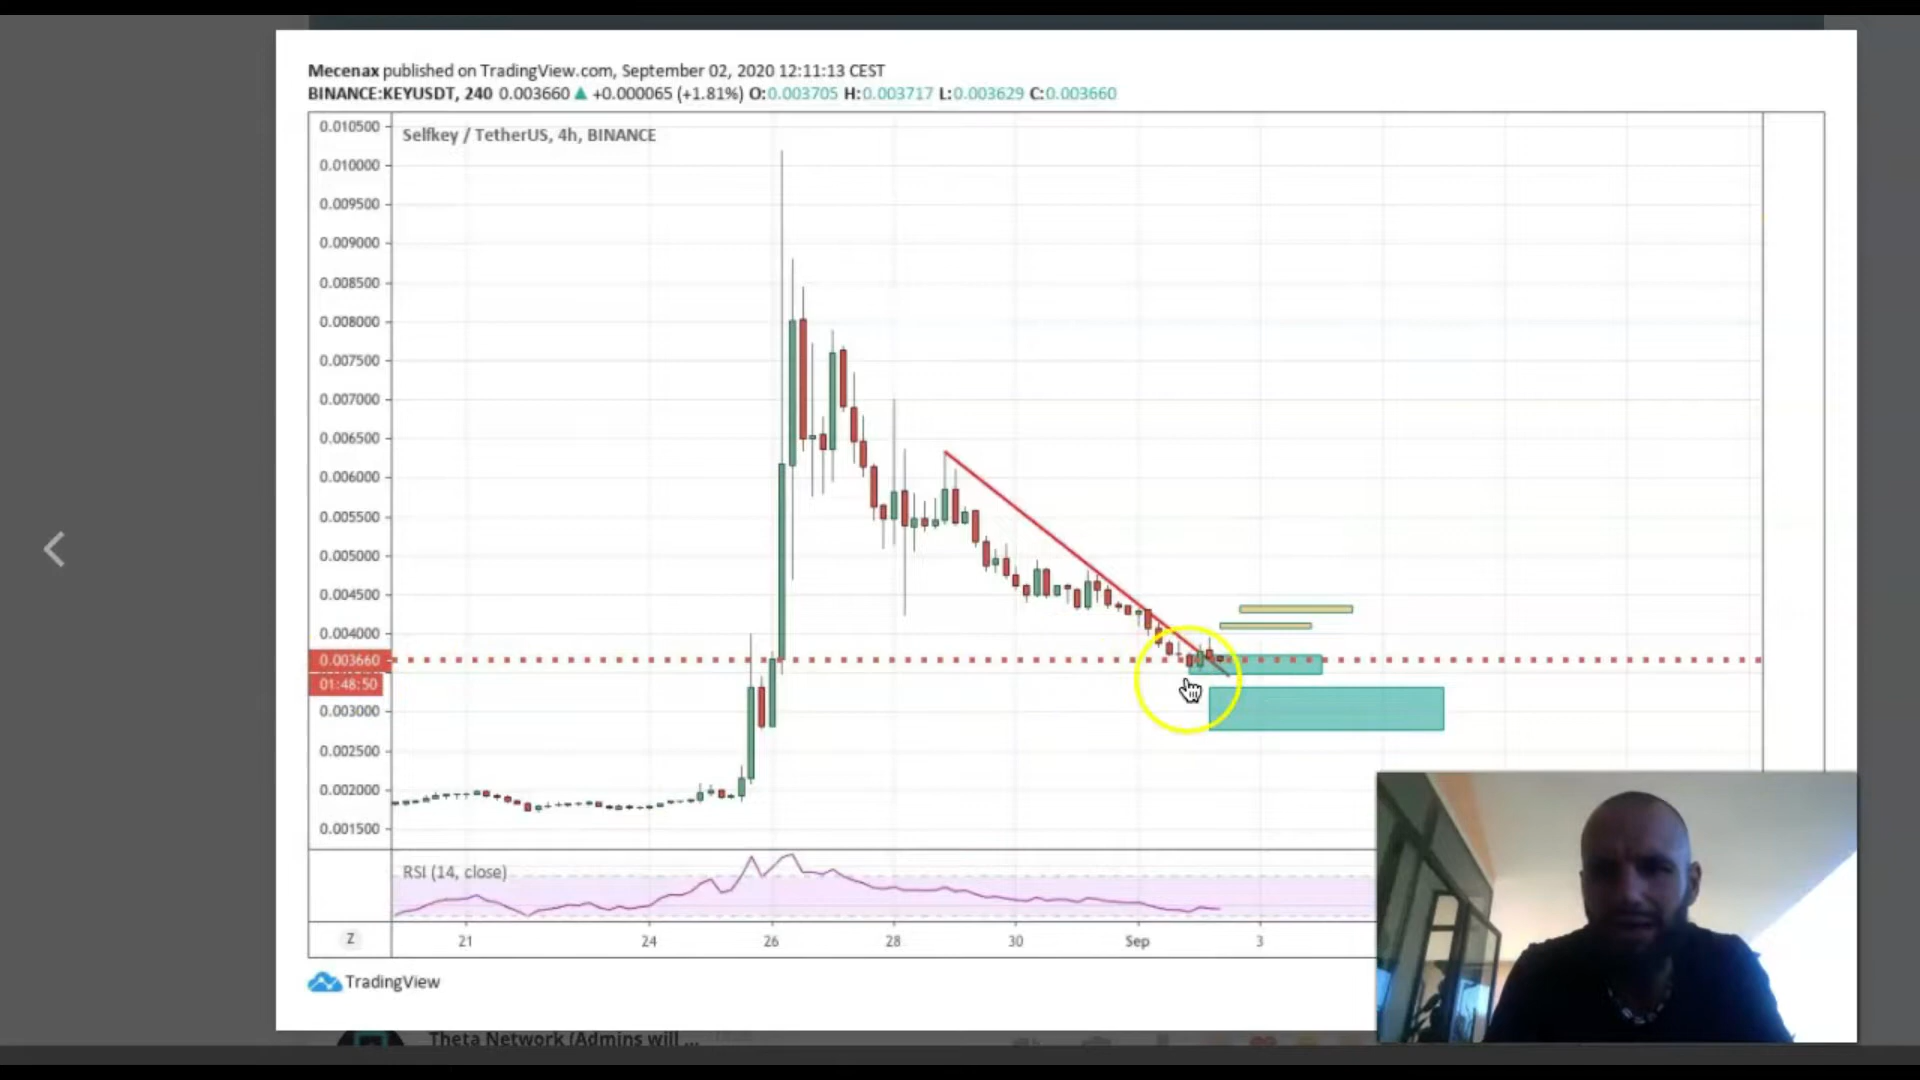 Mecenax published on TradingView.com, September 02, 2020 12:11:13 CEST
BINANCE:KEYUSDT, 240 0.003660 ▲ +0.000065 (+1.81%) O:0.003705 H:0.003717 L:0.003629 C:0.003660
Selfkey / TetherUS, 4h, BINANCE
0.010500
0.010000
0.009500
0.009000
0.008500
0.008000
0.007500
0.007000
0.006500
0.006000
0.005500
0.005000
0.004500
0.004000
0.003660
01:48:50
0.003000
0.002500
0.002000
0.001500
RSI (14, close)
Z 21 24 26 28 30 Sep 3
TradingView
Theta Network (Admins will ...